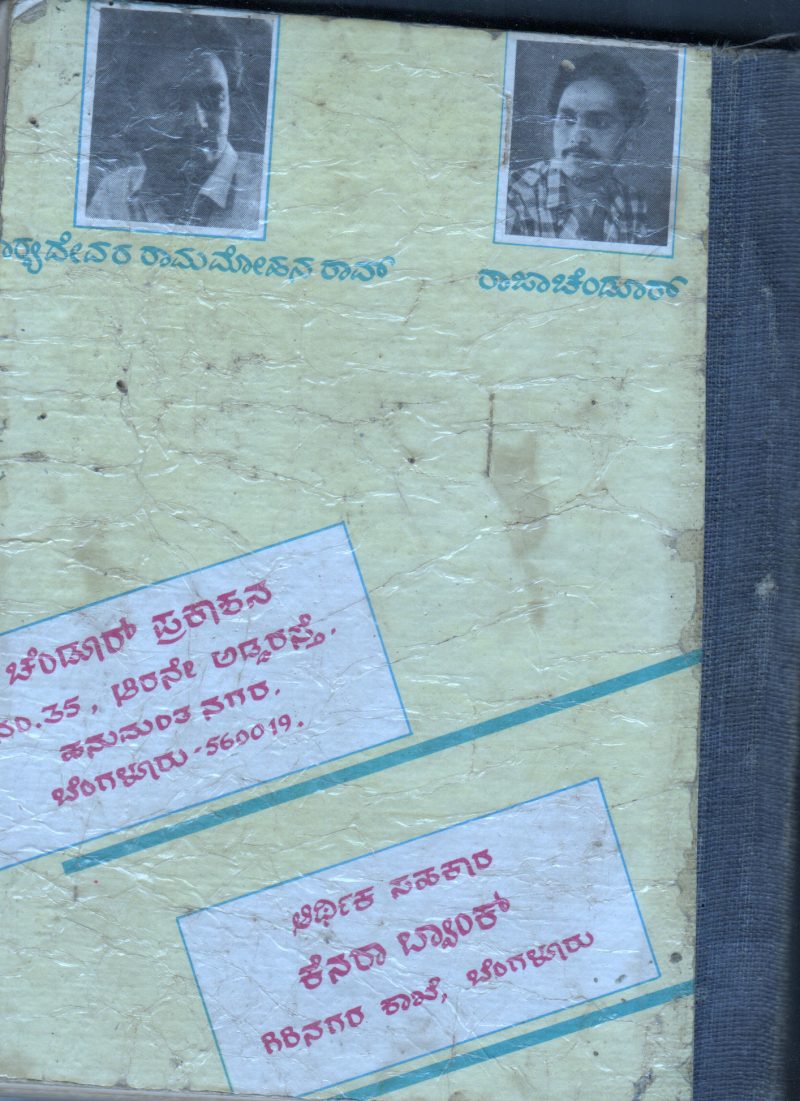 ರಾಮಮೋಹನ ರಾವ್
ರಾಜಾಚೆಂಡೂರ್
ಚೆಂಡೂರ್ ಪ್ರಕಾಶನ
ನಂ. 35, ಆರನೇ ಅಡ್ಡರಸ್ತೆ.
ಹನುಮಂತ ನಗರ.
ಬೆಂಗಳೂರು - 560019.
ಆರ್ಥಿಕ ಸಹಕಾರ
ಕೆನರಾ ಬ್ಯಾಂಕ್
ಗಿರಿನಗರ ಶಾಖೆ, ಬೆಂಗಳೂರು